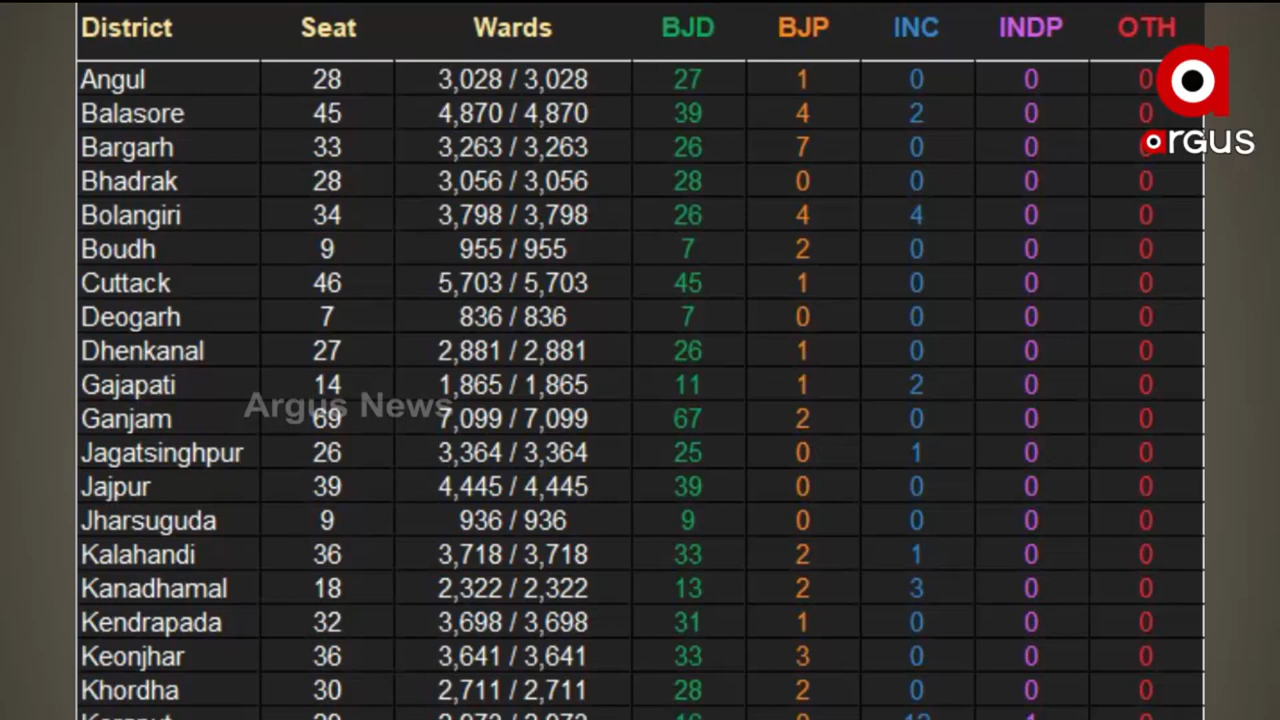 District Seat Wards BJD BJP INC INDP OTH
Angul 28 3,028 / 3,028 27 1 0 0 0
Balasore 45 4,870 / 4,870 39 4 2 0 0
Bargarh 33 3,263 / 3,263 26 7 0 0
argus
Bhadrak 28 3,056 / 3,056 28 0 0 0 0
Bolangiri 34 3,798 / 3,798 26 4 4 0 0
Boudh 9 955 / 955 7 2 0 0 0
Cuttack 46 5,703 / 5,703 45 1 0 0 0
Deogarh 7 836 / 836 7 0 0 0 0
Dhenkanal 27 2,881 / 2,881 26 1 0 0 0
Gajapati 14 1,865 / 1,865 11 1 2 0 0
Argus News
Ganjam 69 7,099 / 7,099 67 2 0 0 0
Jagatsinghpur 26 3,364 / 3,364 25 0 1 0 0
Jajpur 39 4,445 / 4,445 39 0 0 0 0
Jharsuguda 9 936 / 936 9 0 0 0 0
Kalahandi 36 3,718 / 3,718 33 2 1 0 0
Kanadhamal 18 2,322 / 2,322 13 2 3 0 0
Kendrapada 32 3,698 / 3,698 31 1 0 0 0
Keonjhar 36 3,641 / 3,641 33 3 0 0 0
Khordha 30 2,711 / 2,711 28 2 0 0 0